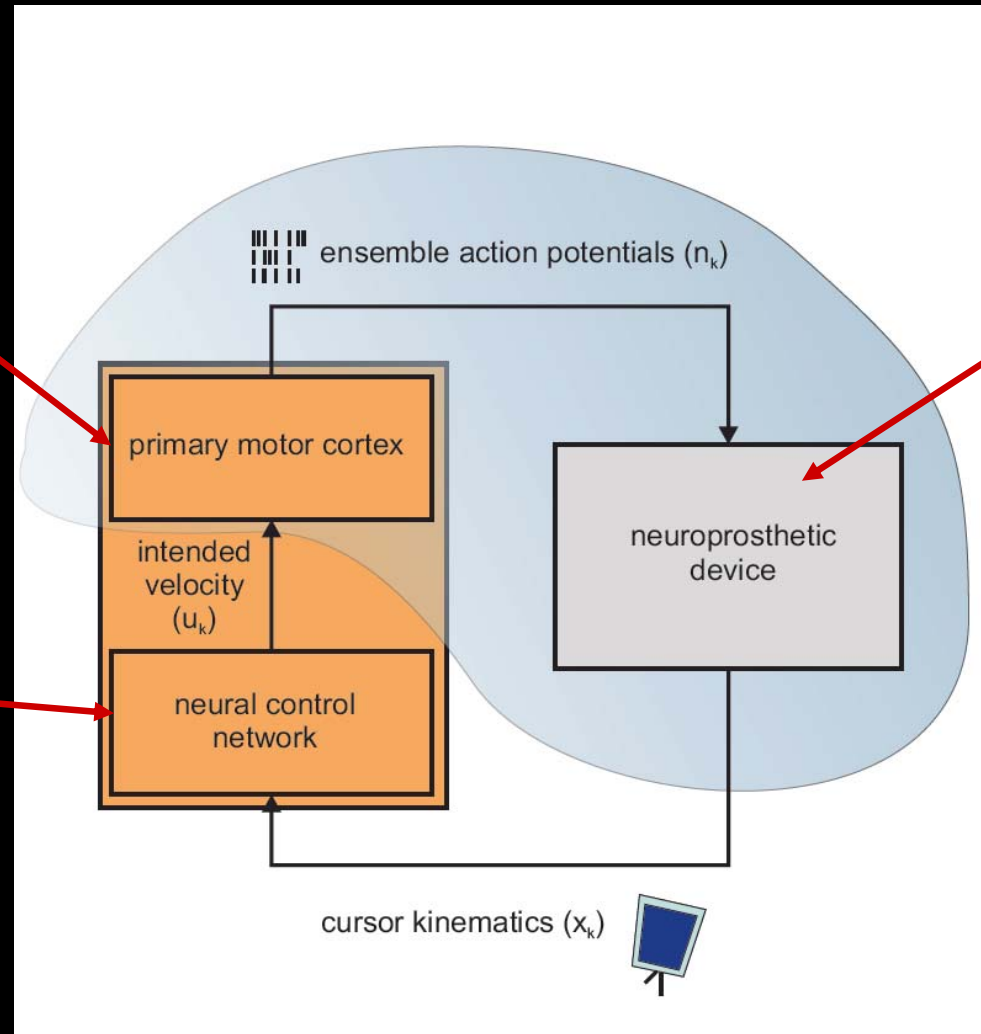 ensemble action potentials (nₖ)
primary motor cortex
intended
velocity
(uₖ)
neural control
network
neuroprosthetic
device
cursor kinematics (xₖ)